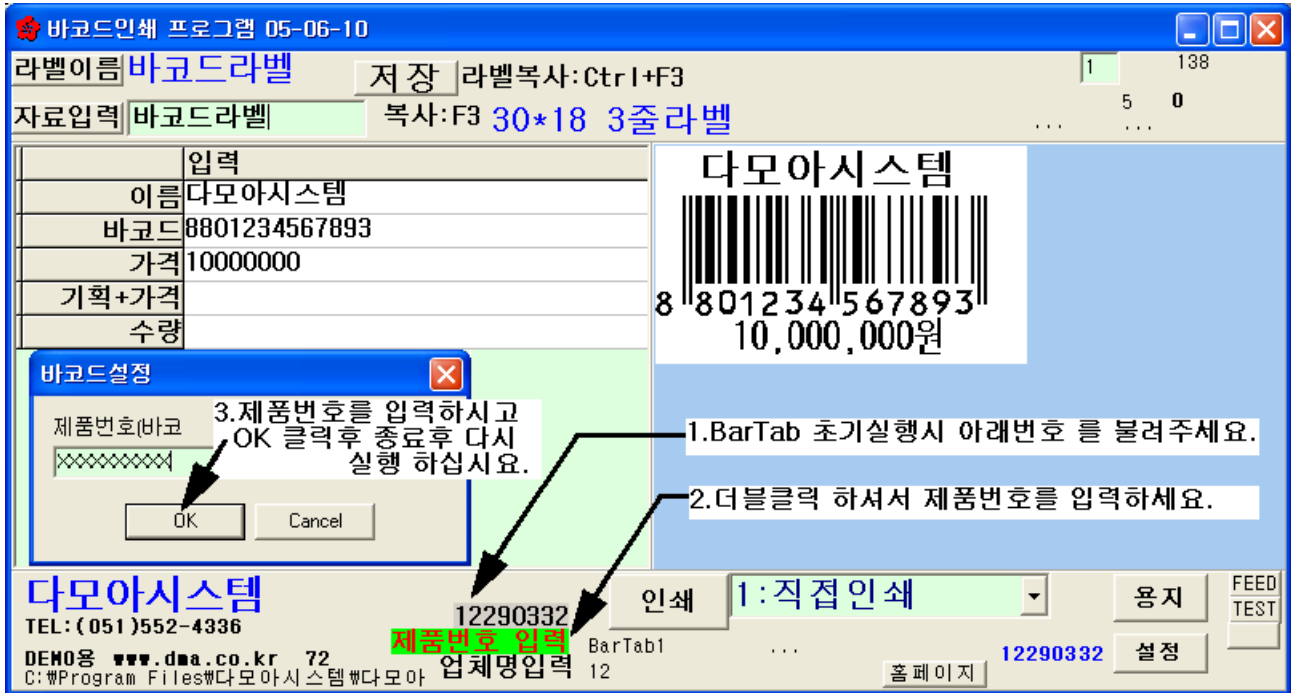 바코드인쇄 프로그램 05-06-10
라벨이름 바코드라벨 저 장 라벨복사:Ctrl+F3 1 138
자료입력 바코드라벨 복사:F3 30*18 3줄라벨 ... 5 ... 0
입력
이름 다모아시스템
바코드 8801234567893
가격 10000000
기획+가격
수량
다모아시스템
8 801234 567893
10,000,000원
바코드설정
제품번호(바코
XXXXXXXXXX
OK Cancel
3.제품번호를 입력하시고
OK 클릭후 종료후 다시
실행 하십시요.
1.BarTab 초기실행시 아래번호 를 불려주세요.
2.더블클릭 하셔서 제품번호를 입력하세요.
다모아시스템
TEL:(051)552-4336
DEMO용 www.dma.co.kr 72
C:₩Program Files₩다모아시스템₩다모아
12290332
제품번호 입력
업체명입력
BarTab1
12
인쇄 1:직접인쇄 용지 FEED
TEST
... 12290332 설정
홈페이지